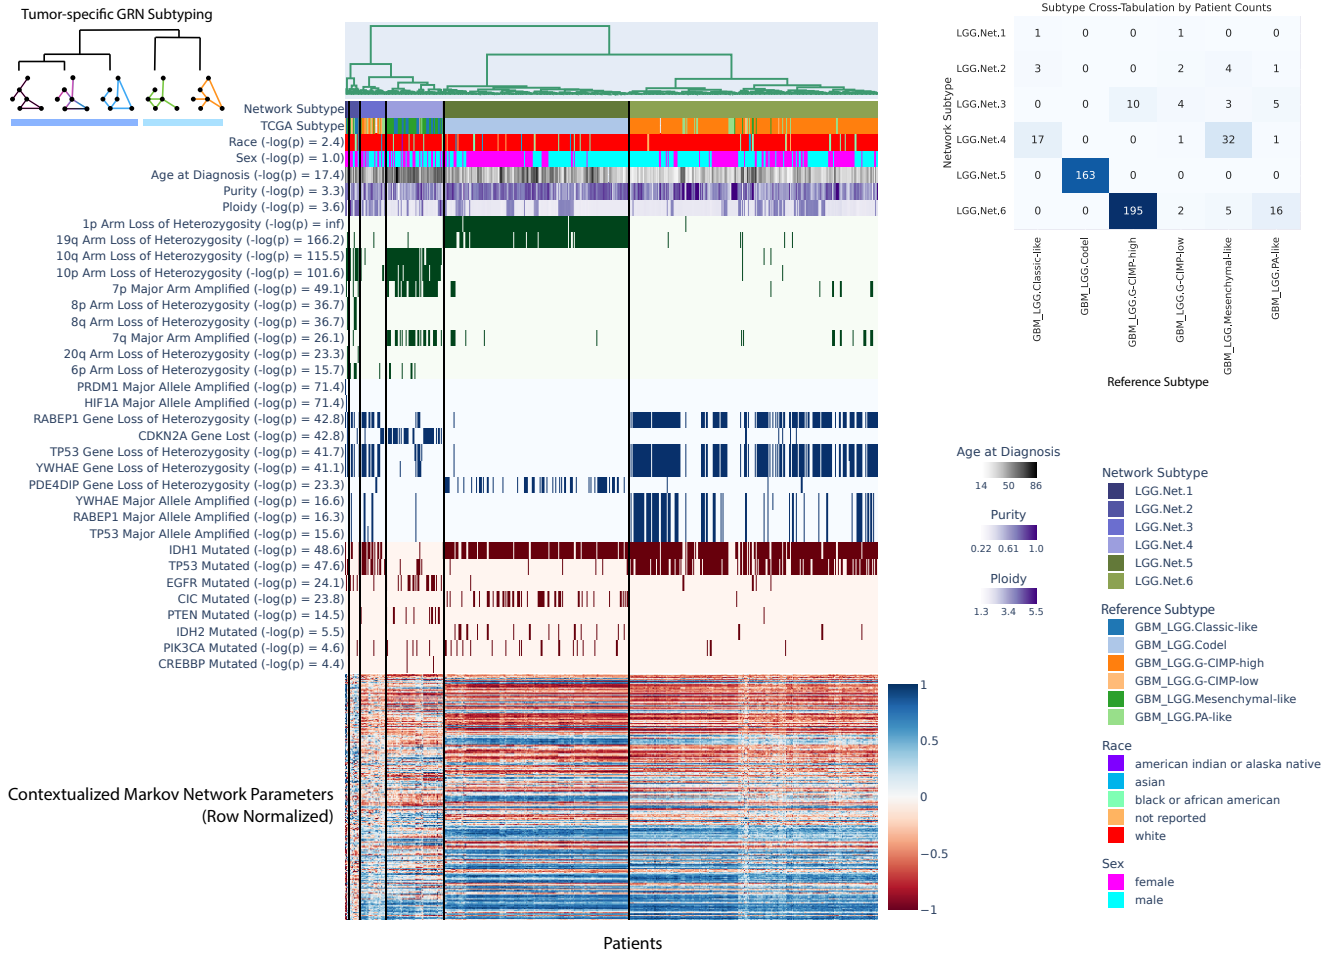 Tumor-specific GRN Subtyping
Network Subtype
TCGA Subtype
Race (-log(p) = 2.4)
Sex (-log(p) = 1.0)
Age at Diagnosis (-log(p) = 17.4)
Purity (-log(p) = 3.3)
Ploidy (-log(p) = 3.6)
1p Arm Loss of Heterozygosity (-log(p) = inf)
19q Arm Loss of Heterozygosity (-log(p) = 166.2)
10q Arm Loss of Heterozygosity (-log(p) = 115.5)
10p Arm Loss of Heterozygosity (-log(p) = 101.6)
7p Major Arm Amplified (-log(p) = 49.1)
8p Arm Loss of Heterozygosity (-log(p) = 36.7)
8q Arm Loss of Heterozygosity (-log(p) = 36.7)
7q Major Arm Amplified (-log(p) = 26.1)
20q Arm Loss of Heterozygosity (-log(p) = 23.3)
6p Arm Loss of Heterozygosity (-log(p) = 15.7)
PRDM1 Major Allele Amplified (-log(p) = 71.4)
HIF1A Major Allele Amplified (-log(p) = 71.4)
RABEP1 Gene Loss of Heterozygosity (-log(p) = 42.8)
CDKN2A Gene Lost (-log(p) = 42.8)
TP53 Gene Loss of Heterozygosity (-log(p) = 41.7)
YWHAE Gene Loss of Heterozygosity (-log(p) = 41.1)
PDE4DIP Gene Loss of Heterozygosity (-log(p) = 23.3)
YWHAE Major Allele Amplified (-log(p) = 16.6)
RABEP1 Major Allele Amplified (-log(p) = 16.3)
TP53 Major Allele Amplified (-log(p) = 15.6)
IDH1 Mutated (-log(p) = 48.6)
TP53 Mutated (-log(p) = 47.6)
EGFR Mutated (-log(p) = 24.1)
CIC Mutated (-log(p) = 23.8)
PTEN Mutated (-log(p) = 14.5)
IDH2 Mutated (-log(p) = 5.5)
PIK3CA Mutated (-log(p) = 4.6)
CREBBP Mutated (-log(p) = 4.4)
Contextualized Markov Network Parameters
(Row Normalized)
Patients
1
0.5
0
−0.5
−1
Subtype Cross-Tabulation by Patient Counts
Network Subtype
LGG.Net.1 1 0 0 1 0 0
LGG.Net.2 3 0 0 2 4 1
LGG.Net.3 0 0 10 4 3 5
LGG.Net.4 17 0 0 1 32 1
LGG.Net.5 0 163 0 0 0 0
LGG.Net.6 0 0 195 2 5 16
GBM_LGG.Classic-like
GBM_LGG.Codel
GBM_LGG.G-CIMP-high
GBM_LGG.G-CIMP-low
GBM_LGG.Mesenchymal-like
GBM_LGG.PA-like
Reference Subtype
Age at Diagnosis
14 50 86
Purity
0.22 0.61 1.0
Ploidy
1.3 3.4 5.5
Network Subtype
LGG.Net.1
LGG.Net.2
LGG.Net.3
LGG.Net.4
LGG.Net.5
LGG.Net.6
Reference Subtype
GBM_LGG.Classic-like
GBM_LGG.Codel
GBM_LGG.G-CIMP-high
GBM_LGG.G-CIMP-low
GBM_LGG.Mesenchymal-like
GBM_LGG.PA-like
Race
american indian or alaska native
asian
black or african american
not reported
white
Sex
female
male